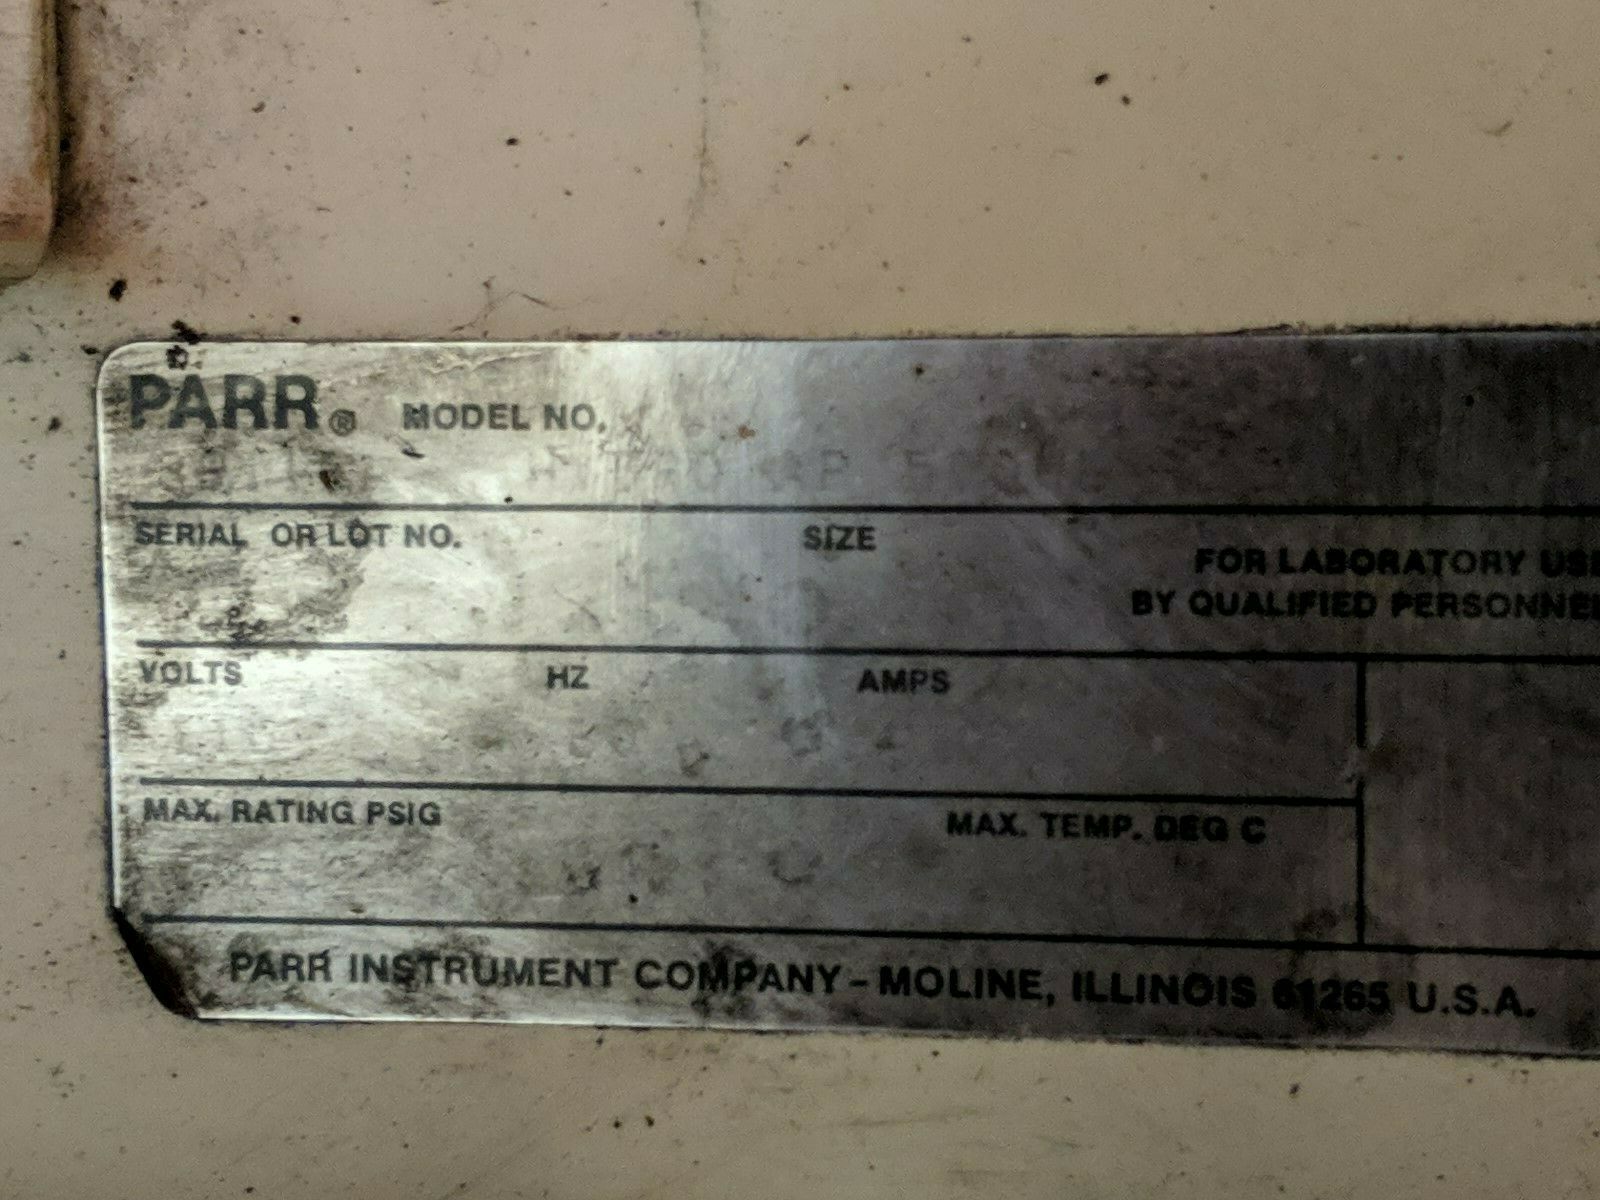 PARR® MODEL NO.
SERIAL OR LOT NO. SIZE
FOR LABORATORY USE
BY QUALIFIED PERSONNEL
VOLTS HZ AMPS
MAX. RATING PSIG MAX. TEMP. DEG C
PARR INSTRUMENT COMPANY – MOLINE, ILLINOIS 61265 U.S.A.